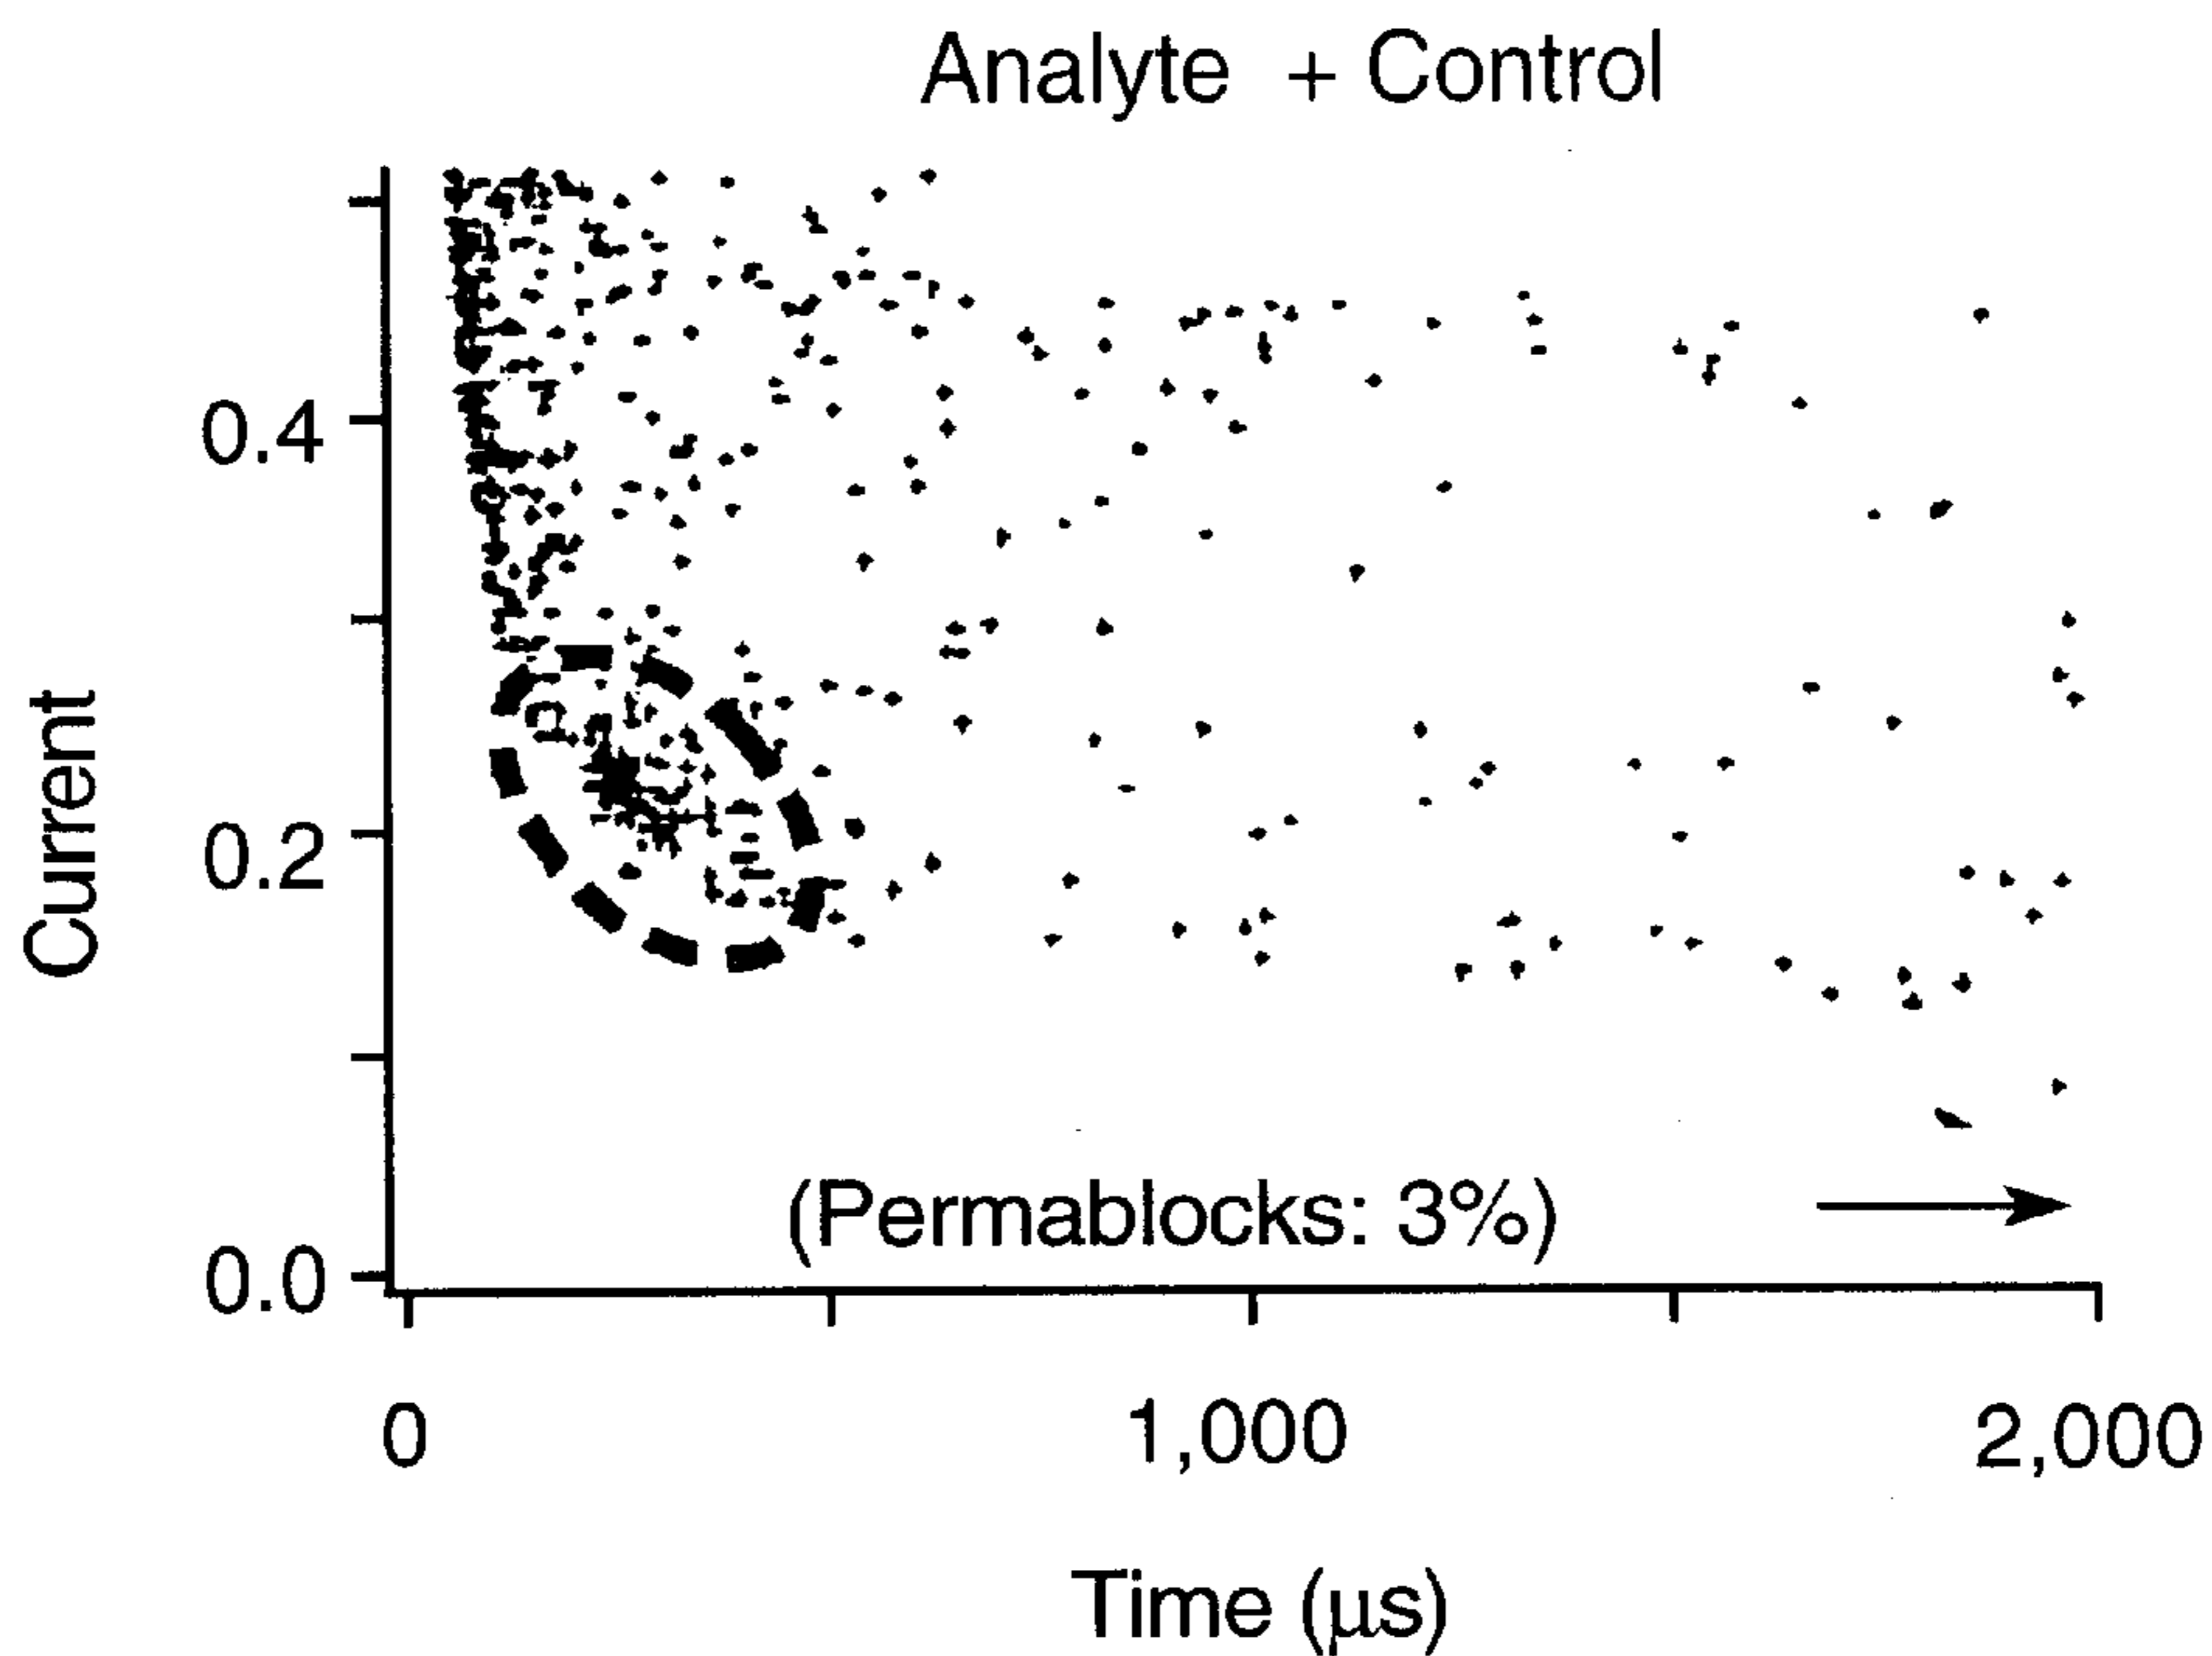 Analyte + Control
0.4
0.2
0.0
Current
(Permablocks: 3%)
0
1,000
2,000
Time (µs)